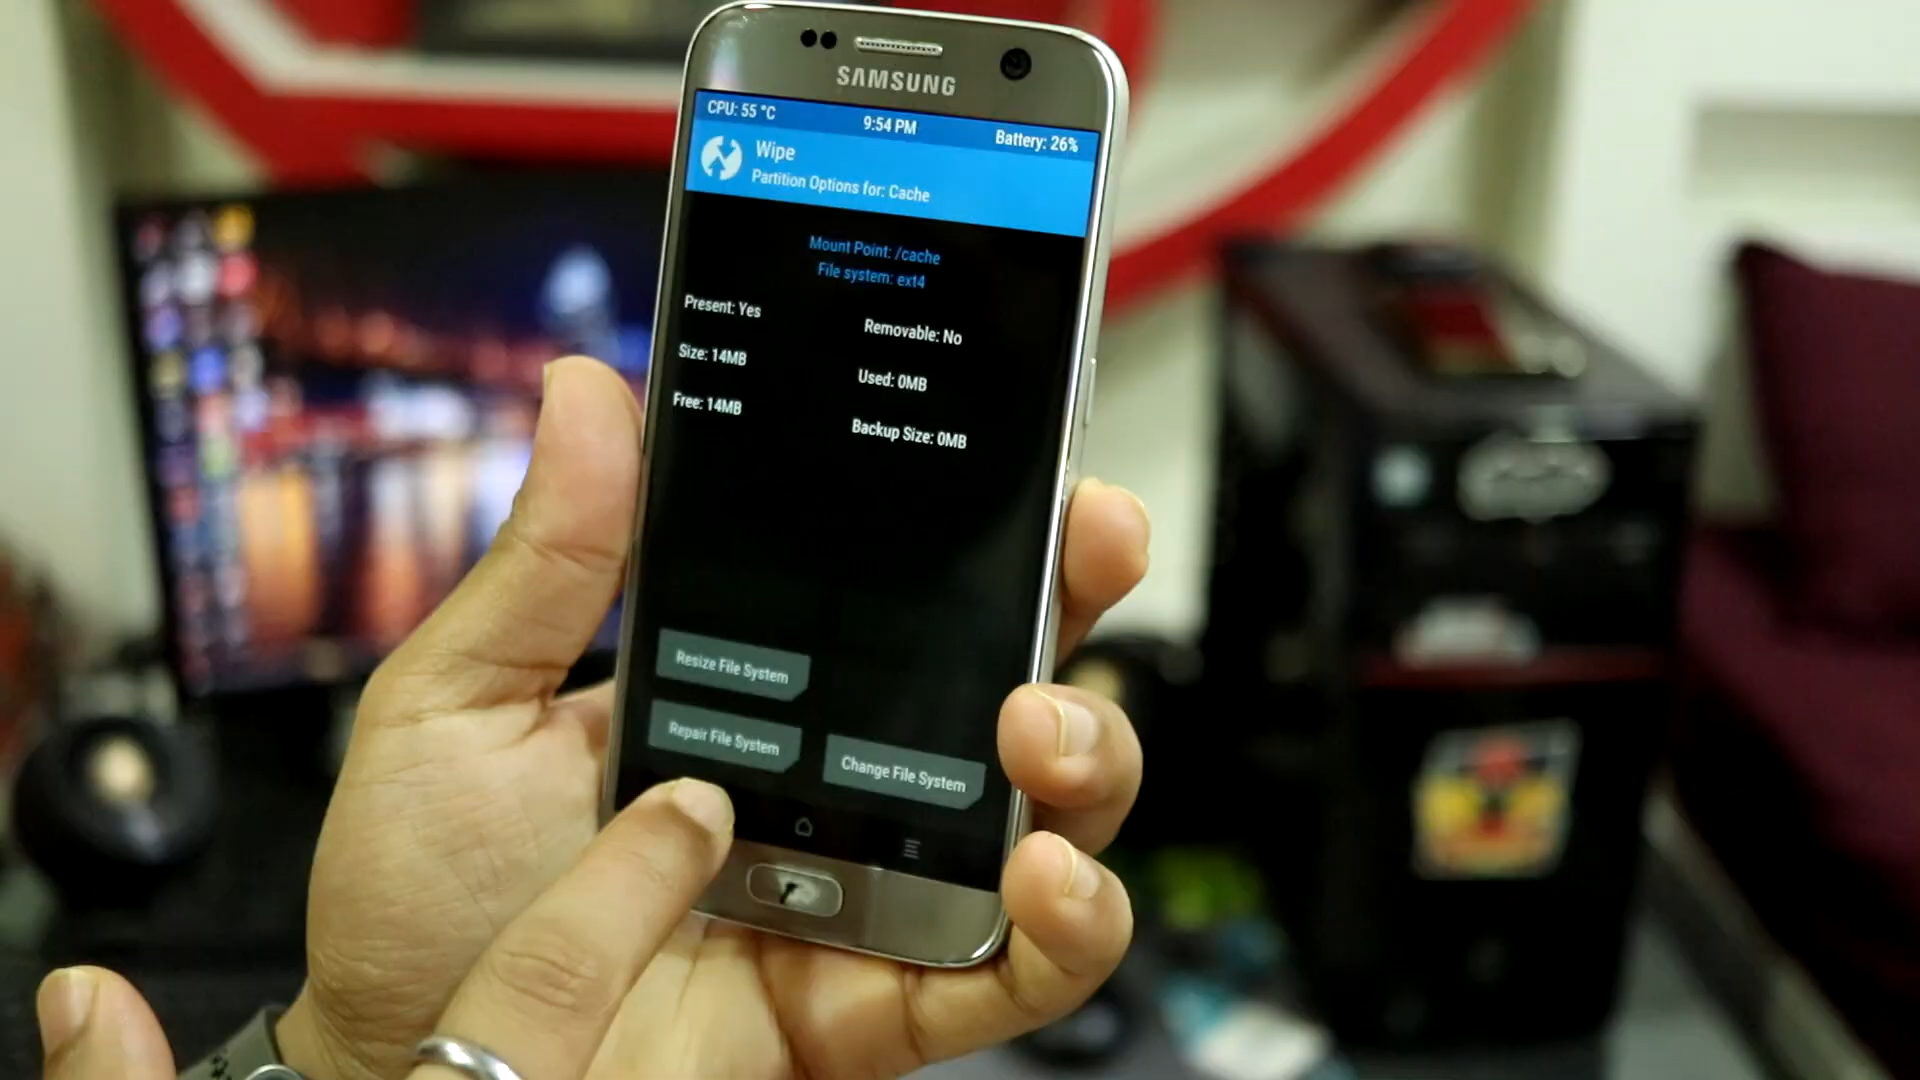 SAMSUNG
CPU: 55 °C
9:54 PM
Battery: 26%
Wipe
Partition Options for: Cache
Mount Point: /cache
File system: ext4
Present: Yes
Removable: No
Size: 14MB
Used: 0MB
Free: 14MB
Backup Size: 0MB
Resize File System
Repair File System
Change File System